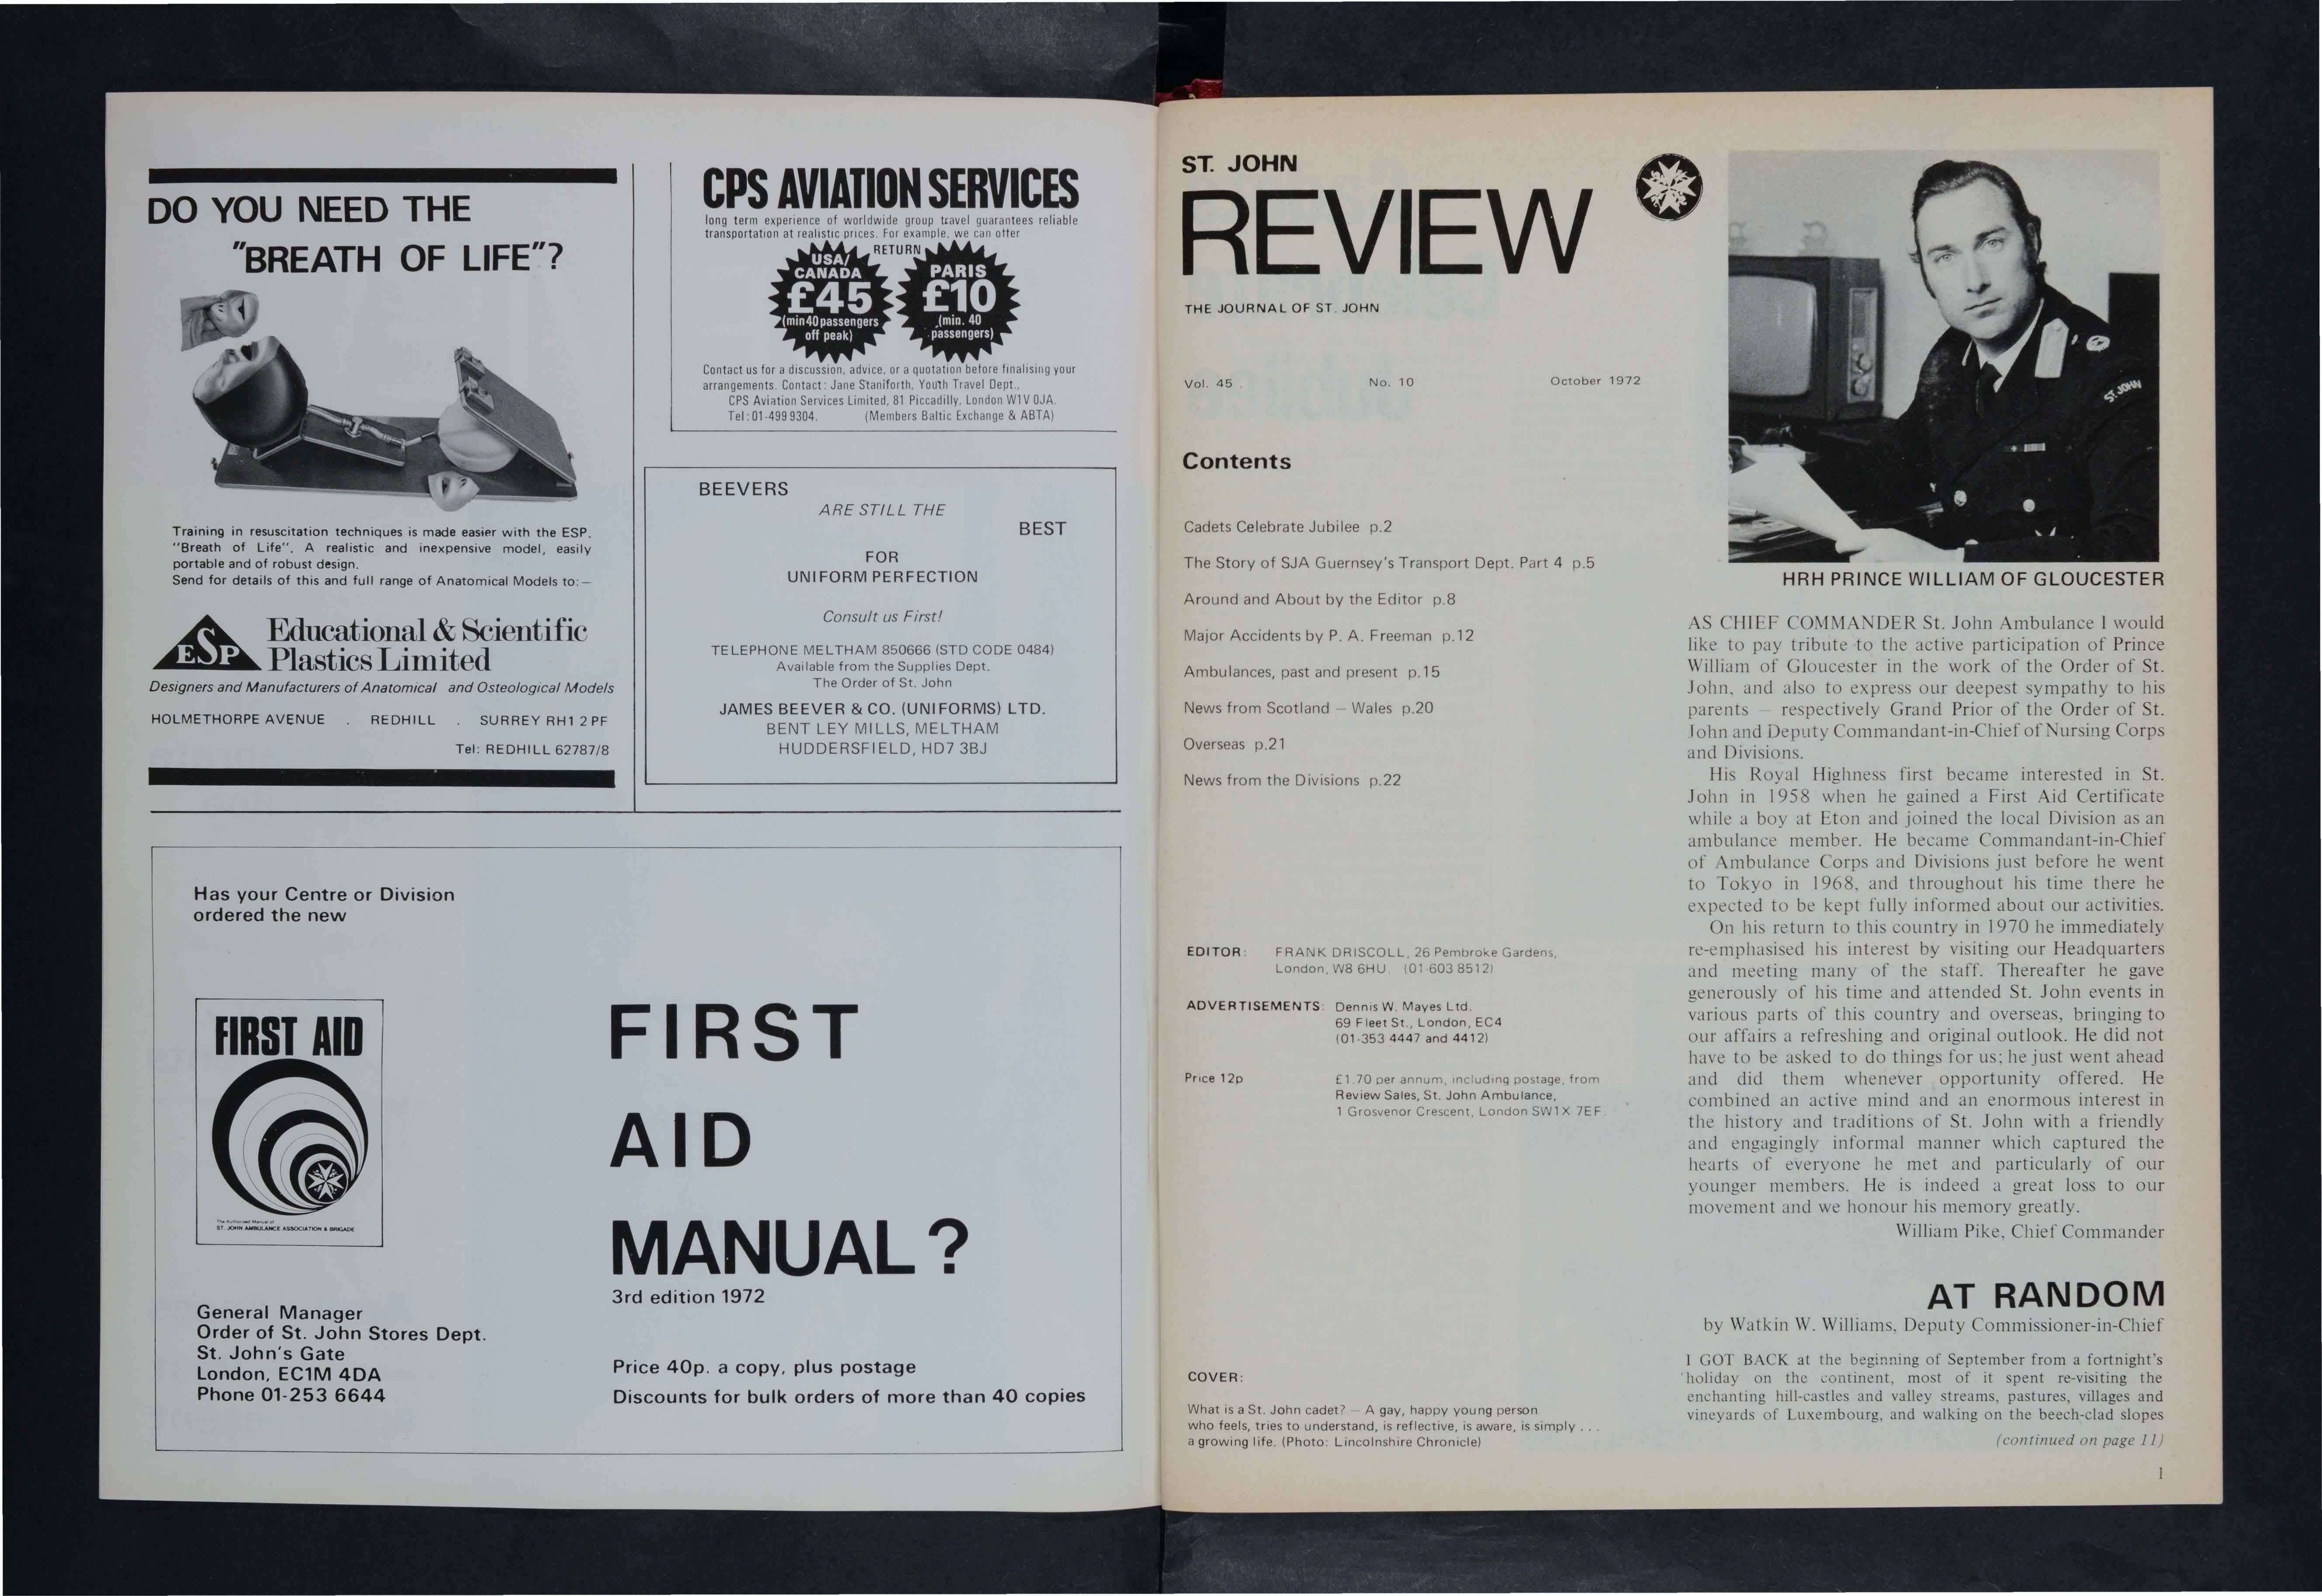 DO YOU NEED THE
"BREATH OF LIFE"?
Training in resuscitation techniques is made easier with the ESP.
"Breath of Life". A realistic and inexpensive model, easily
portable and of robust design.
Send for details of this and full range of Anatomical Models to:—
ESP
Educational & Scientific
Plastics Limited
Designers and Manufacturers of Anatomical and Osteological Models
HOLMETHORPE AVENUE . REDHILL . SURREY RH1 2 PF
Tel: REDHILL 62787/8
CPS AVIATION SERVICES
long term experience of worldwide group travel guarantees reliable
transportation at realistic prices. For example, we can offer
RETURN
USA/
CANADA
£45
(min 40 passengers
off peak)
PARIS
£10
(min. 40
passengers)
Contact us for a discussion, advice, or a quotation before finalising your
arrangements. Contact: Jane Staniforth, Youth Travel Dept.,
CPS Aviation Services Limited, 81 Piccadilly, London W1V 0JA.
Tel: 01-499 9304. (Members Baltic Exchange & ABTA)
BEEVERS
ARE STILL THE
BEST
FOR
UNIFORM PERFECTION
Consult us First!
TELEPHONE MELTHAM 850666 (STD CODE 0484)
Available from the Supplies Dept.
The Order of St. John
JAMES BEEVER & CO. (UNIFORMS) LTD.
BENT LEY MILLS, MELTHAM
HUDDERSFIELD, HD7 3BJ
Has your Centre or Division
ordered the new
FIRST AID
The Authorised Manual of
ST. JOHN AMBULANCE ASSOCIATION & BRIGADE
FIRST
AID
MANUAL?
3rd edition 1972
General Manager
Order of St. John Stores Dept.
St. John's Gate
London, EC1M 4DA
Phone 01-253 6644
Price 40p. a copy, plus postage
Discounts for bulk orders of more than 40 copies
ST. JOHN
REVIEW
THE JOURNAL OF ST. JOHN
Vol. 45 No. 10 October 1972
Contents
Cadets Celebrate Jubilee p.2
The Story of SJA Guernsey's Transport Dept. Part 4 p.5
Around and About by the Editor p.8
Major Accidents by P. A. Freeman p.12
Ambulances, past and present p.15
News from Scotland – Wales p.20
Overseas p.21
News from the Divisions p.22
EDITOR: FRANK DRISCOLL, 26 Pembroke Gardens,
London, W8 6HU. (01-603 8512)
ADVERTISEMENTS: Dennis W. Mayes Ltd.
69 Fleet St., London, EC4
(01-353 4447 and 4412)
Price 12p £1.70 per annum, including postage, from
Review Sales, St. John Ambulance,
1 Grosvenor Crescent, London SW1X 7EF.
COVER:
What is a St. John cadet? — A gay, happy young person
who feels, tries to understand, is reflective, is aware, is simply . . .
a growing life. (Photo: Lincolnshire Chronicle)
ST. JOHN
HRH PRINCE WILLIAM OF GLOUCESTER
AS CHIEF COMMANDER St. John Ambulance I would
like to pay tribute to the active participation of Prince
William of Gloucester in the work of the Order of St.
John, and also to express our deepest sympathy to his
parents — respectively Grand Prior of the Order of St.
John and Deputy Commandant-in-Chief of Nursing Corps
and Divisions.
His Royal Highness first became interested in St.
John in 1958 when he gained a First Aid Certificate
while a boy at Eton and joined the local Division as an
ambulance member. He became Commandant-in-Chief
of Ambulance Corps and Divisions just before he went
to Tokyo in 1968, and throughout his time there he
expected to be kept fully informed about our activities.
On his return to this country in 1970 he immediately
re-emphasised his interest by visiting our Headquarters
and meeting many of the staff. Thereafter he gave
generously of his time and attended St. John events in
various parts of this country and overseas, bringing to
our affairs a refreshing and original outlook. He did not
have to be asked to do things for us; he just went ahead
and did them whenever opportunity offered. He
combined an active mind and an enormous interest in
the history and traditions of St. John with a friendly
and engagingly informal manner which captured the
hearts of everyone he met and particularly of our
younger members. He is indeed a great loss to our
movement and we honour his memory greatly.
William Pike, Chief Commander
AT RANDOM
by Watkin W. Williams, Deputy Commissioner-in-Chief
I GOT BACK at the beginning of September from a fortnight's
holiday on the continent, most of it spent re-visiting the
enchanting hill-castles and valley streams, pastures, villages and
vineyards of Luxembourg, and walking on the beech-clad slopes
(continued on page 11)
1